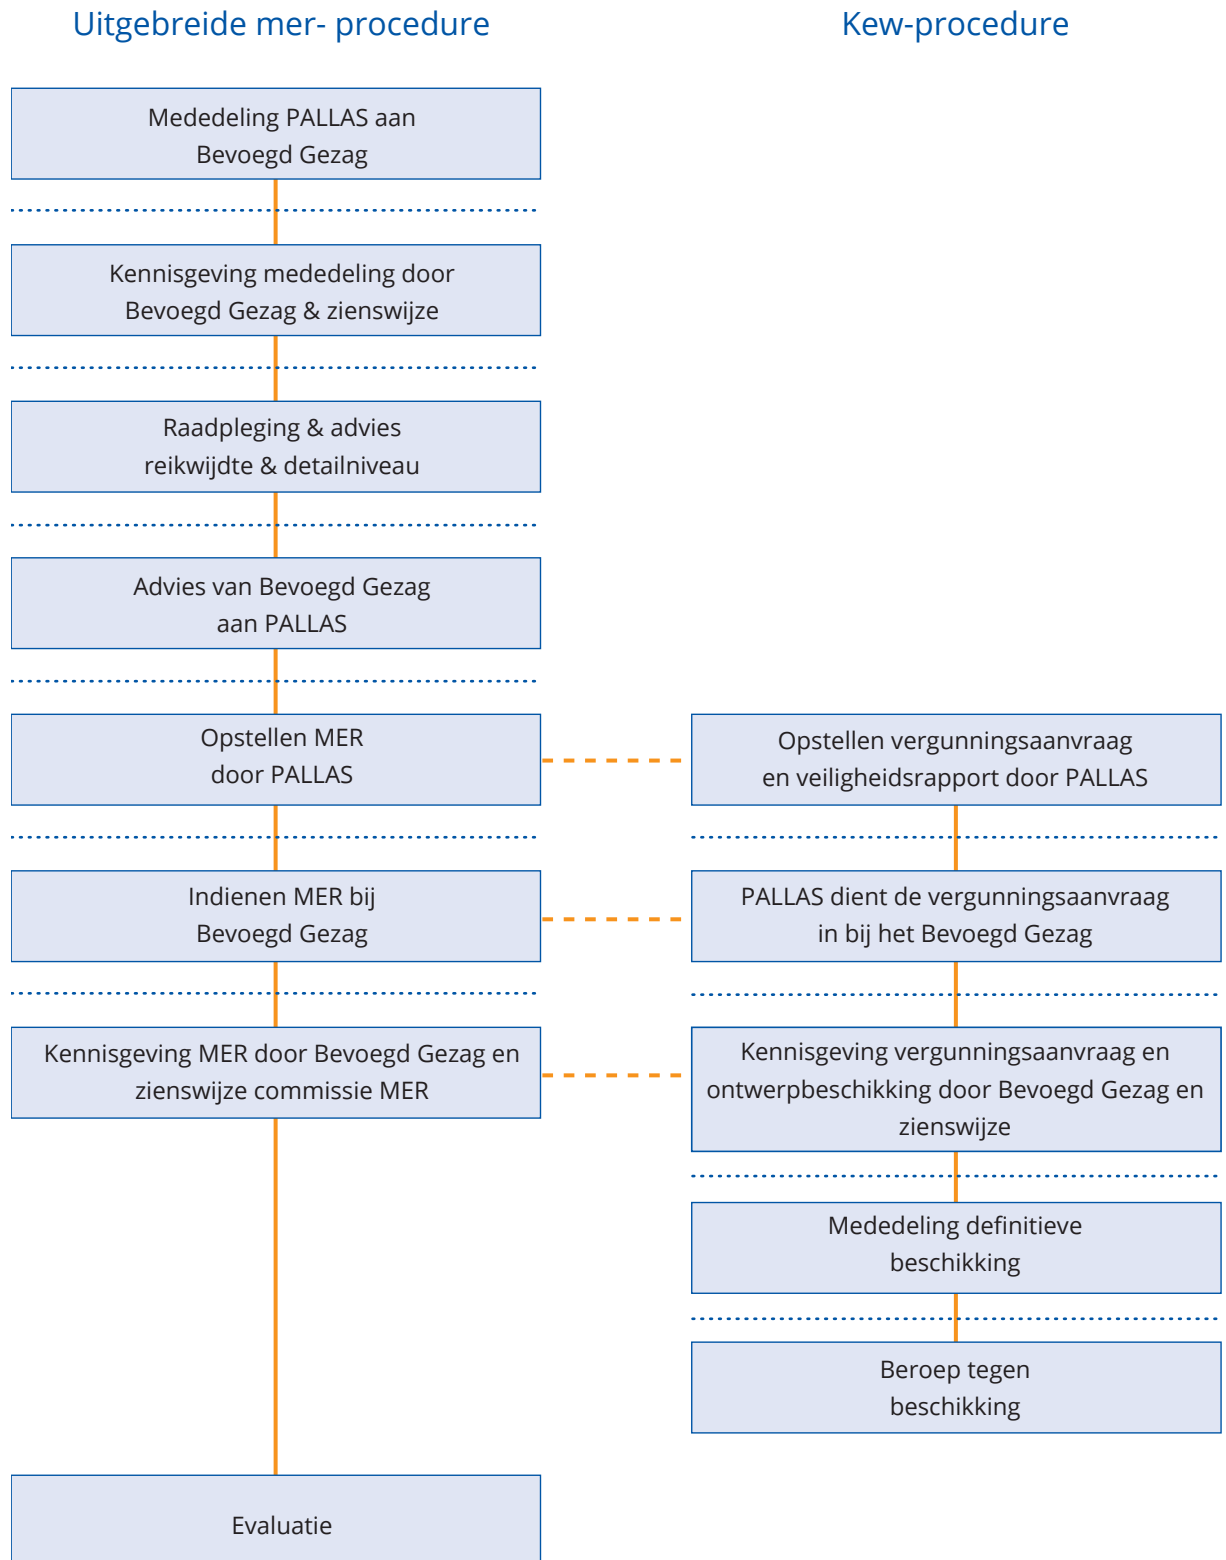 Uitgebreide mer- procedure
Mededeling PALLAS aan
Bevoegd Gezag
Kennisgeving mededeling door
Bevoegd Gezag & zienswijze
Raadpleging & advies
reikwijdte & detailniveau
Advies van Bevoegd Gezag
aan PALLAS
Opstellen MER
door PALLAS
Indienen MER bij
Bevoegd Gezag
Kennisgeving MER door Bevoegd Gezag en
zienswijze commissie MER
Evaluatie
Kew-procedure
Opstellen vergunningsaanvraag
en veiligheidsrapport door PALLAS
PALLAS dient de vergunningsaanvraag
in bij het Bevoegd Gezag
Kennisgeving vergunningsaanvraag en
ontwerpbeschikking door Bevoegd Gezag en
zienswijze
Mededeling definitieve
beschikking
Beroep tegen
beschikking